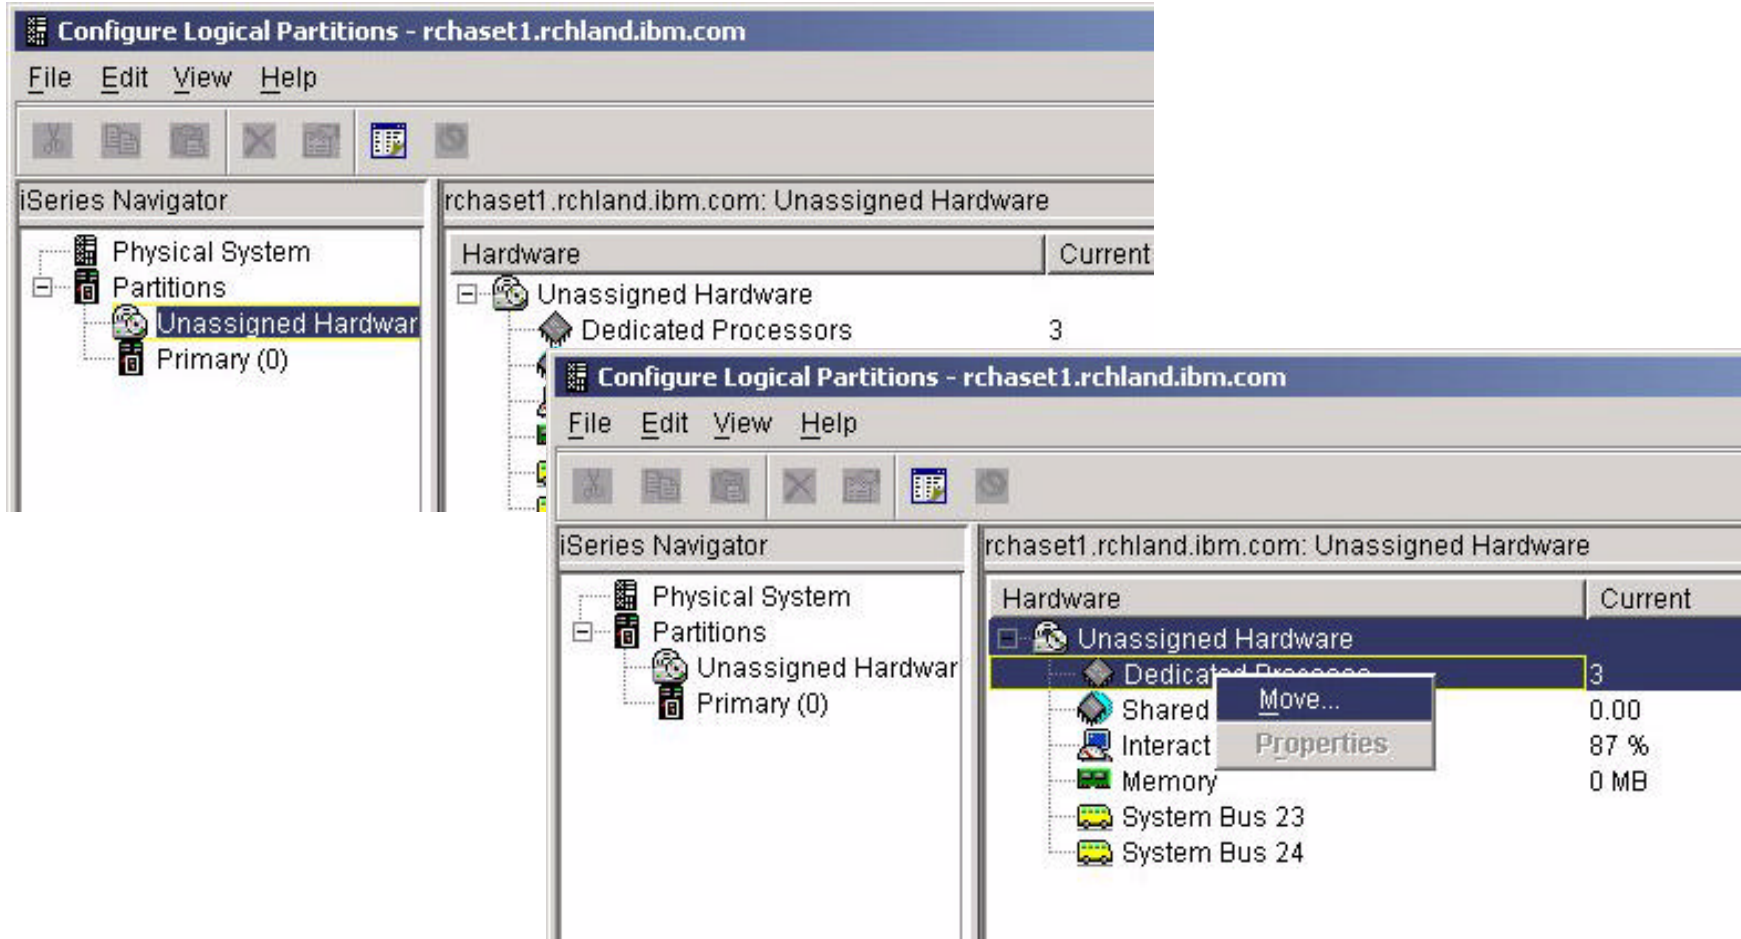 Configure Logical Partitions - rchaset1.rchland.ibm.com
File Edit View Help
iSeries Navigator
rchaset1.rchland.ibm.com: Unassigned Hardware
Physical System
Partitions
Unassigned Hardwar
Primary (0)
Hardware Current
Unassigned Hardware
Dedicated Processors 3
Configure Logical Partitions - rchaset1.rchland.ibm.com
File Edit View Help
iSeries Navigator
rchaset1.rchland.ibm.com: Unassigned Hardware
Physical System
Partitions
Unassigned Hardwar
Primary (0)
Hardware Current
Unassigned Hardware
Dedicated Processo 3
Shared 0.00
Interact 87 %
Memory 0 MB
System Bus 23
System Bus 24
Move...
Properties